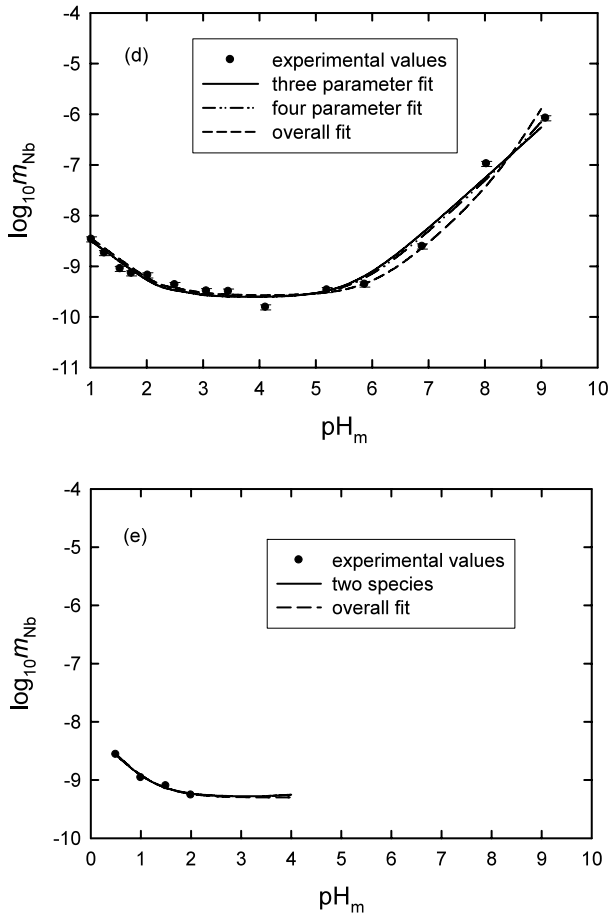 -4
(d)
experimental values
three parameter fit
four parameter fit
overall fit
-5
-6
-7
-8
-9
-10
-11
log₁₀mNb
1 2 3 4 5 6 7 8 9 10
pHm
-4
(e)
experimental values
two species
overall fit
-5
-6
-7
-8
-9
-10
log₁₀mNb
0 1 2 3 4 5 6 7 8 9 10
pHm